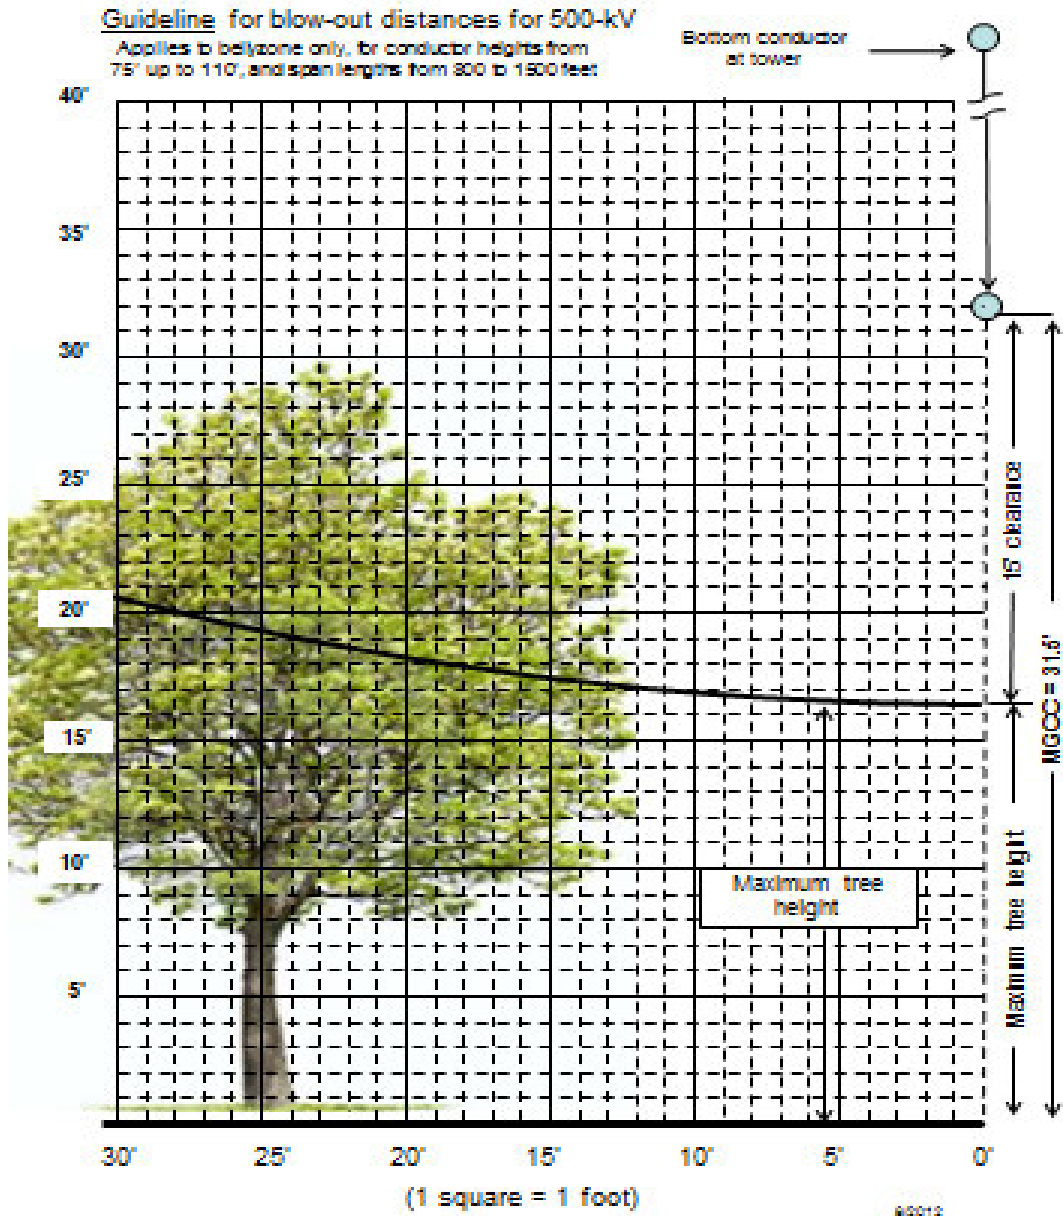 Guideline for blow-out distances for 500-kV
Applies to bellyzone only, for conductor heights from
75' up to 110', and span lengths from 800 to 1500 feet
Bottom conductor
at tower
40'
35'
30'
25'
20'
15'
10'
5'
15' clearance
MGCC = 31.5'
Maximum tree height
Maximum tree
height
30' 25' 20' 15' 10' 5' 0'
(1 square = 1 foot)